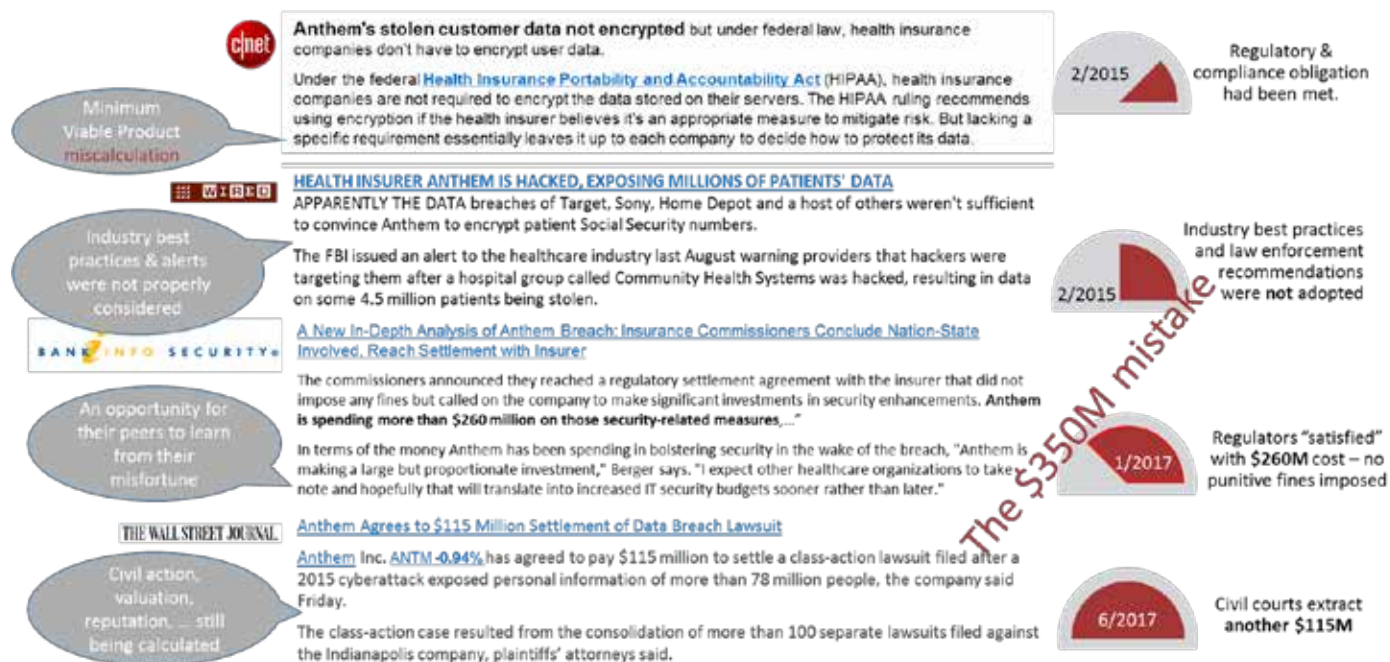 c|net
Anthem's stolen customer data not encrypted but under federal law, health insurance
companies don't have to encrypt user data.
Under the federal Health Insurance Portability and Accountability Act (HIPAA), health insurance
companies are not required to encrypt the data stored on their servers. The HIPAA ruling recommends
using encryption if the health insurer believes it's an appropriate measure to mitigate risk. But lacking a
specific requirement essentially leaves it up to each company to decide how to protect its data.
Minimum
Viable Product
miscalculation
2/2015
Regulatory &
compliance obligation
had been met.
WIRED
HEALTH INSURER ANTHEM IS HACKED, EXPOSING MILLIONS OF PATIENTS' DATA
APPARENTLY THE DATA breaches of Target, Sony, Home Depot and a host of others weren't sufficient
to convince Anthem to encrypt patient Social Security numbers.
The FBI issued an alert to the healthcare industry last August warning providers that hackers were
targeting them after a hospital group called Community Health Systems was hacked, resulting in data
on some 4.5 million patients being stolen.
Industry best
practices & alerts
were not properly
considered
2/2015
Industry best practices
and law enforcement
recommendations
were not adopted
BANK INFO SECURITY®
A New In-Depth Analysis of Anthem Breach: Insurance Commissioners Conclude Nation-State
Involved, Reach Settlement with Insurer
The commissioners announced they reached a regulatory settlement agreement with the insurer that did not
impose any fines but called on the company to make significant investments in security enhancements. Anthem
is spending more than $260 million on those security-related measures,..."
In terms of the money Anthem has been spending in bolstering security in the wake of the breach, "Anthem is
making a large but proportionate investment," Berger says. "I expect other healthcare organizations to take
note and hopefully that will translate into increased IT security budgets sooner rather than later."
An opportunity for
their peers to learn
from their
misfortune
1/2017
Regulators "satisfied"
with $260M cost – no
punitive fines imposed
The $350M mistake
THE WALL STREET JOURNAL
Anthem Agrees to $115 Million Settlement of Data Breach Lawsuit
Anthem Inc. ANTM -0.94% has agreed to pay $115 million to settle a class-action lawsuit filed after a
2015 cyberattack exposed personal information of more than 78 million people, the company said
Friday.
The class-action case resulted from the consolidation of more than 100 separate lawsuits filed against
the Indianapolis company, plaintiffs' attorneys said.
Civil action,
valuation,
reputation, ... still
being calculated
6/2017
Civil courts extract
another $115M